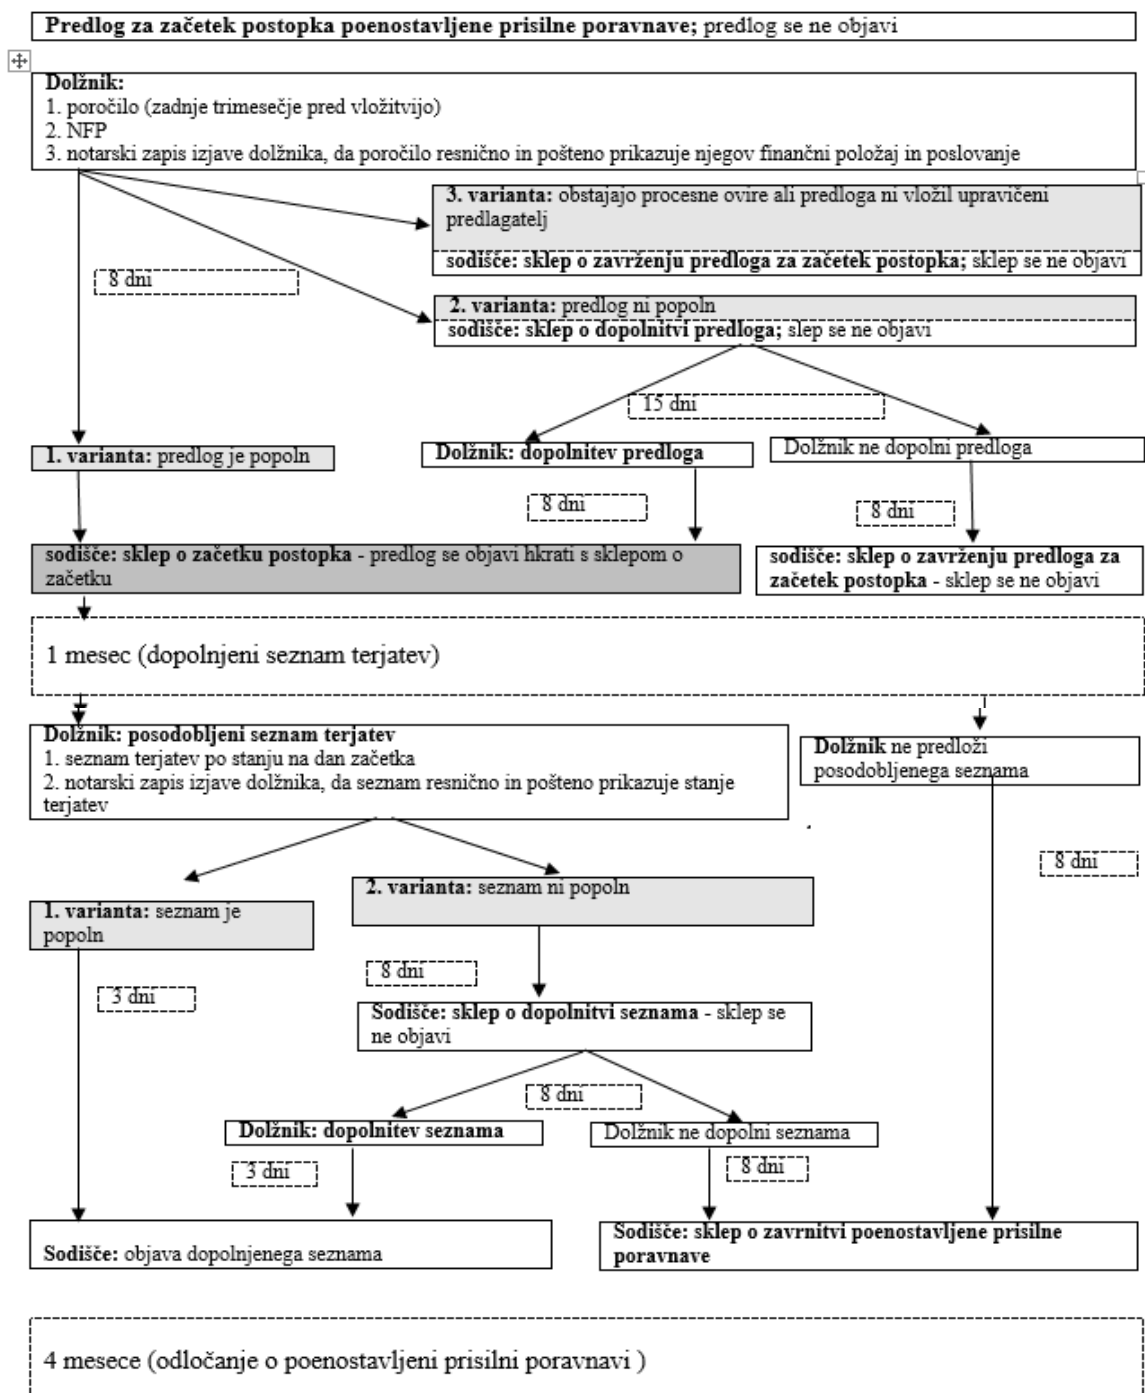 Predlog za začetek postopka poenostavljene prisilne poravnave; predlog se ne objavi
Dolžnik:
1. poročilo (zadnje trimesečje pred vložitvijo)
2. NFP
3. notarski zapis izjave dolžnika, da poročilo resnično in pošteno prikazuje njegov finančni položaj in poslovanje
3. varianta: obstajajo procesne ovire ali predloga ni vložil upravičeni
predlagatelj
sodišče: sklep o zavrženju predloga za začetek postopka; sklep se ne objavi
8 dni
2. varianta: predlog ni popoln
sodišče: sklep o dopolnitvi predloga; slep se ne objavi
15 dni
1. varianta: predlog je popoln
Dolžnik: dopolnitev predloga
Dolžnik ne dopolni predloga
8 dni
8 dni
sodišče: sklep o začetku postopka - predlog se objavi hkrati s sklepom o
začetku
sodišče: sklep o zavrženju predloga za
začetek postopka - sklep se ne objavi
1 mesec (dopolnjeni seznam terjatev)
Dolžnik: posodobljeni seznam terjatev
1. seznam terjatev po stanju na dan začetka
2. notarski zapis izjave dolžnika, da seznam resnično in pošteno prikazuje stanje
terjatev
Dolžnik ne predloži
posodobljenega seznama
8 dni
1. varianta: seznam je
popoln
2. varianta: seznam ni popoln
8 dni
3 dni
Sodišče: sklep o dopolnitvi seznama - sklep se
ne objavi
8 dni
Dolžnik: dopolnitev seznama
Dolžnik ne dopolni seznama
3 dni
8 dni
Sodišče: objava dopolnjenega seznama
Sodišče: sklep o zavrnitvi poenostavljene prisilne
poravnave
4 mesece (odločanje o poenostavljeni prisilni poravnavi )